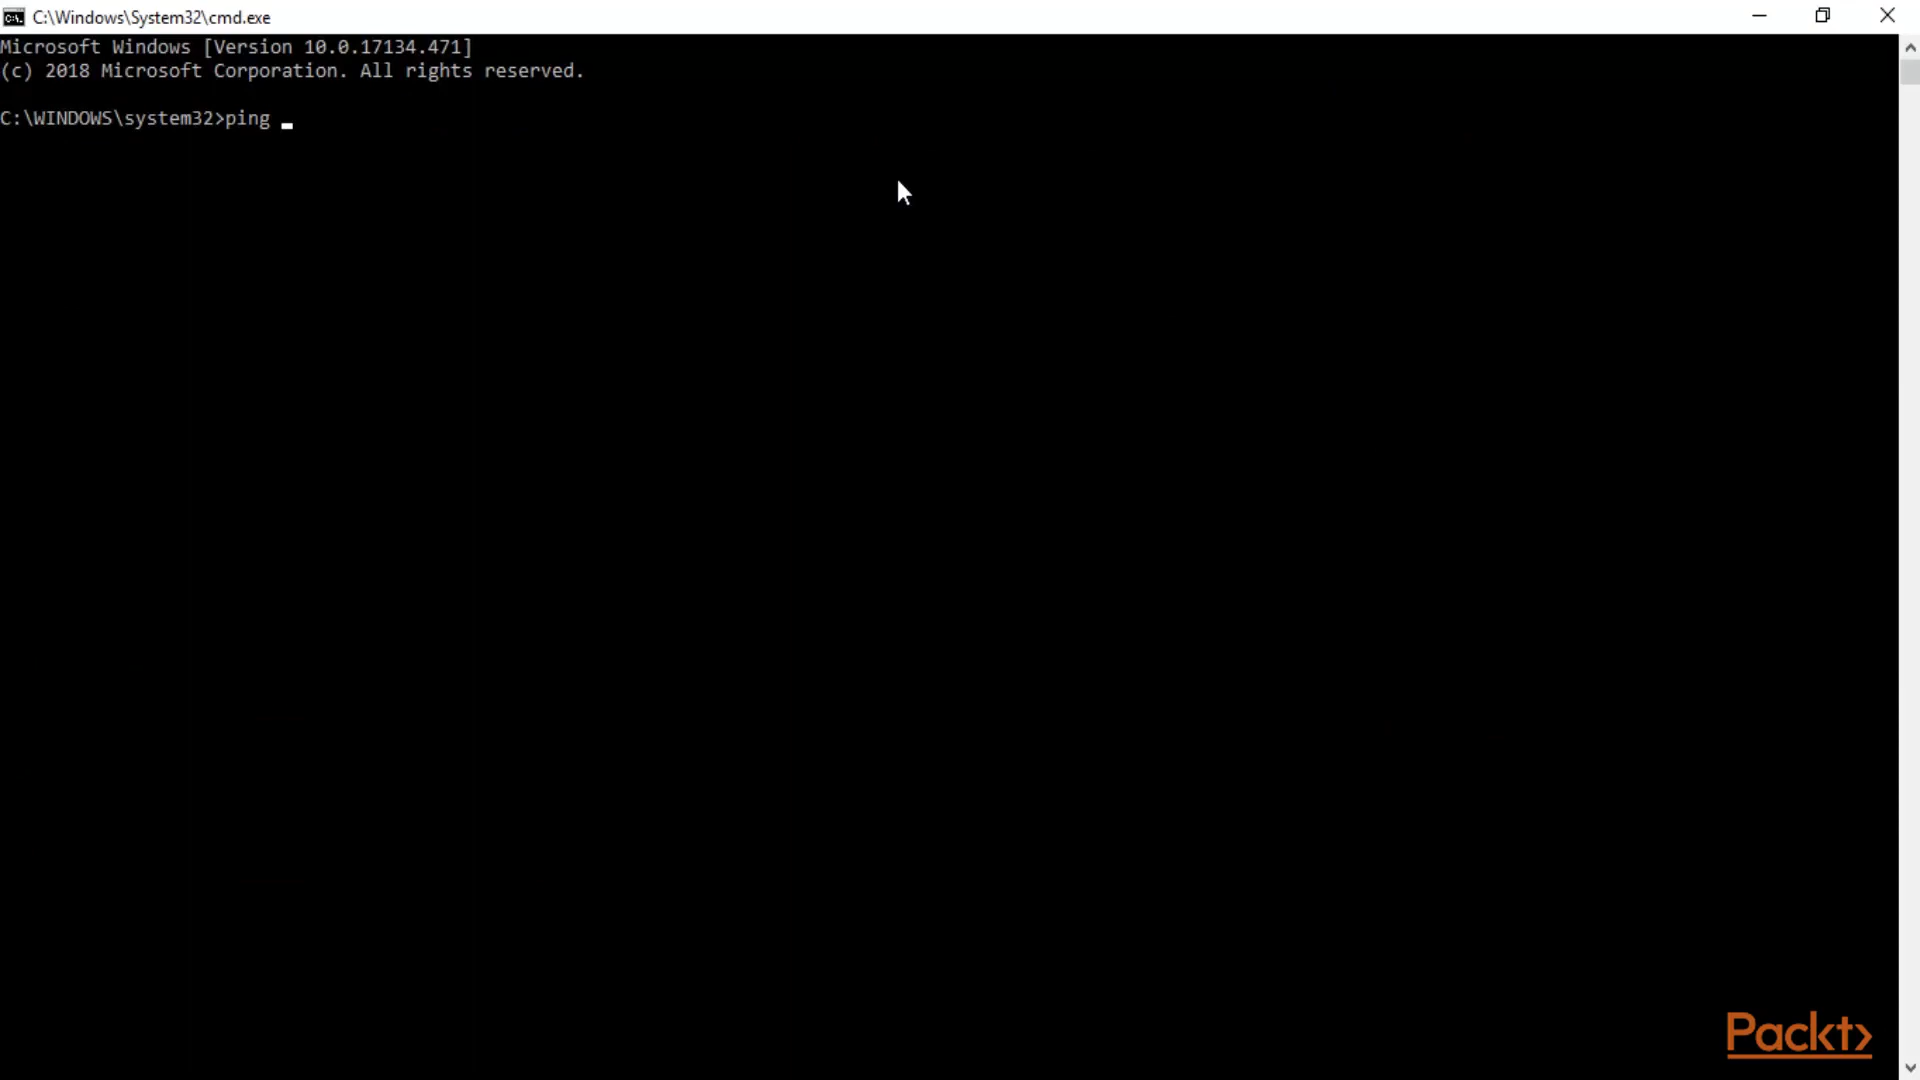 C:\Windows\System32\cmd.exe
Microsoft Windows [Version 10.0.17134.471]
(c) 2018 Microsoft Corporation. All rights reserved.
C:\WINDOWS\system32>ping _
Packt>